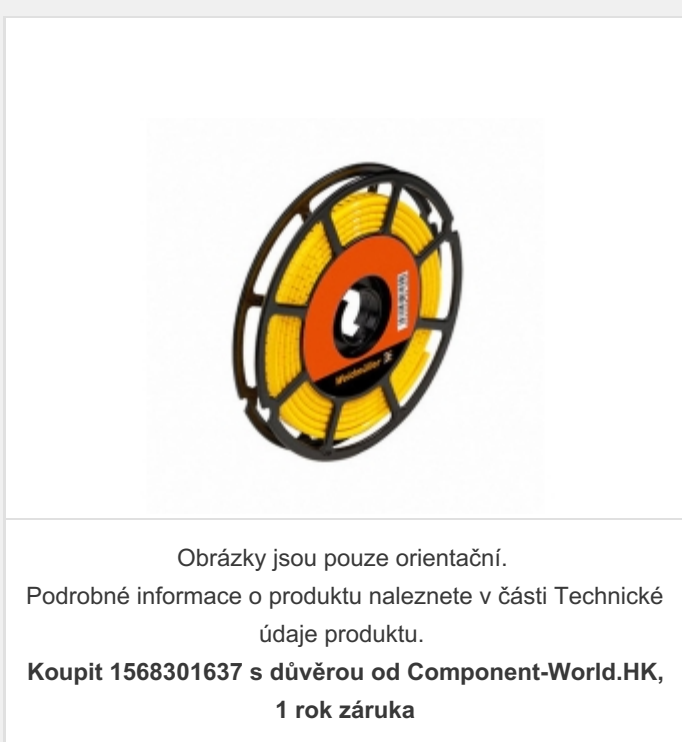 Weidmüller
Obrázky jsou pouze orientační.
Podrobné informace o produktu naleznete v části Technické
údaje produktu.
Koupit 1568301637 s důvěrou od Component-World.HK,
1 rok záruka